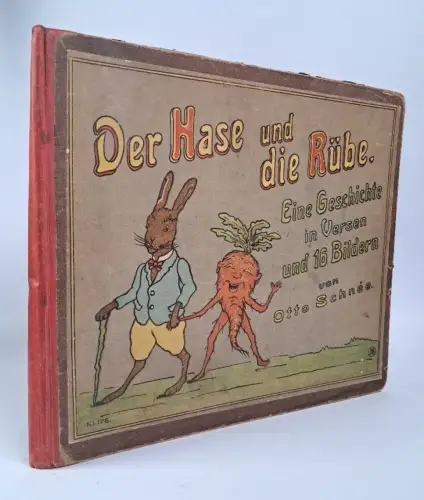 Der Hase und
die Rübe.
Eine Geschichte
in Versen
und 16 Bildern
von
Otto Schnée.